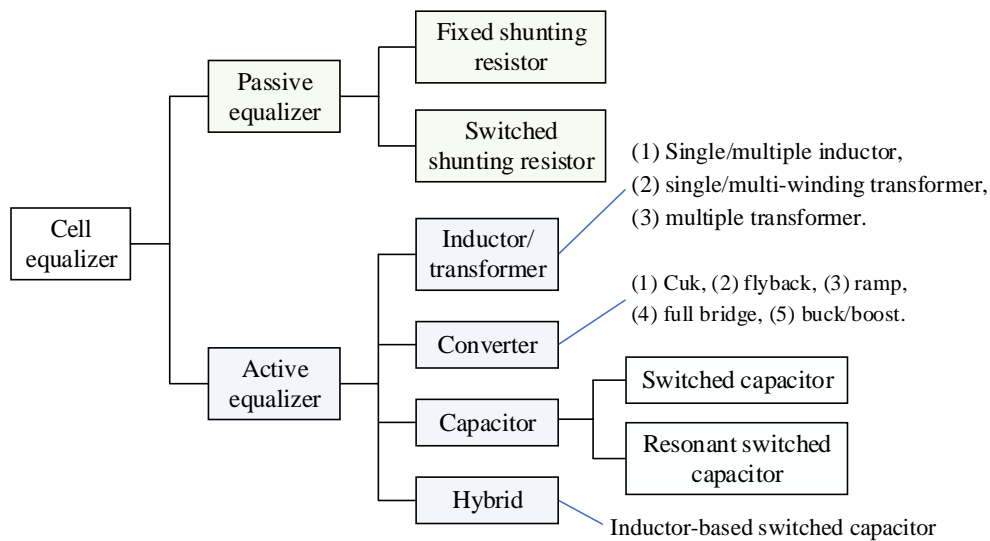 Cell
equalizer
Passive
equalizer
Fixed shunting
resistor
Switched
shunting resistor
Active
equalizer
Inductor/
transformer
(1) Single/multiple inductor,
(2) single/multi-winding transformer,
(3) multiple transformer.
Converter
(1) Cuk, (2) flyback, (3) ramp,
(4) full bridge, (5) buck/boost.
Capacitor
Switched capacitor
Resonant switched
capacitor
Hybrid
Inductor-based switched capacitor